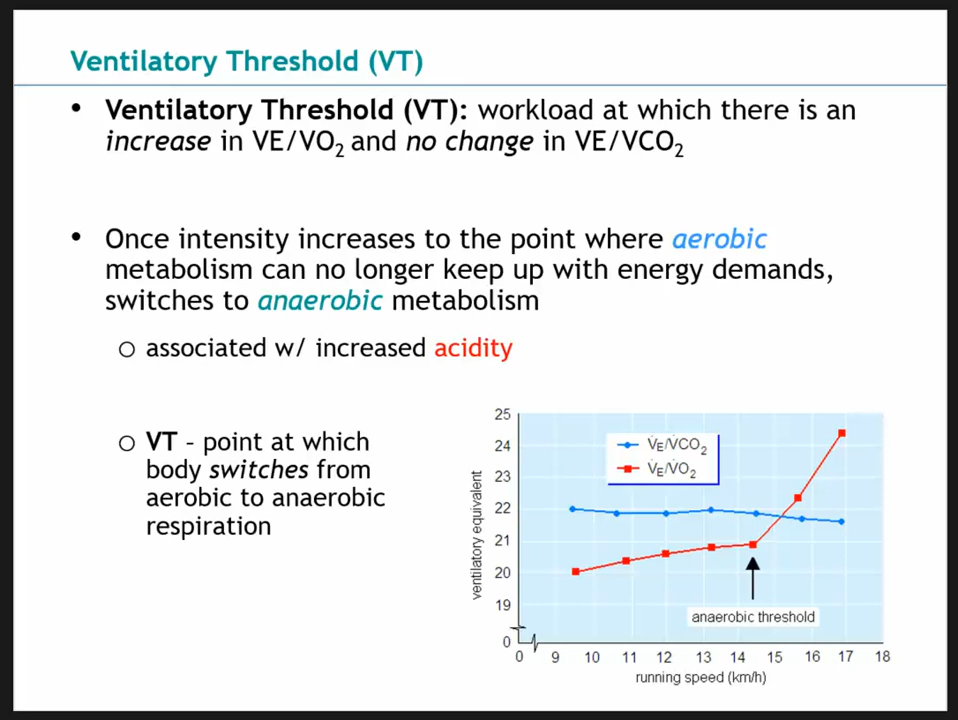 Ventilatory Threshold (VT)
• Ventilatory Threshold (VT): workload at which there is an
increase in VE/VO2 and no change in VE/VCO2
• Once intensity increases to the point where aerobic
metabolism can no longer keep up with energy demands,
switches to anaerobic metabolism
○ associated w/ increased acidity
○ VT – point at which
body switches from
aerobic to anaerobic
respiration
25
24
23
22
21
20
19
0
ventilatory equivalent
V̇E/V̇CO2
V̇E/V̇O2
anaerobic threshold
0 9 10 11 12 13 14 15 16 17 18
running speed (km/h)